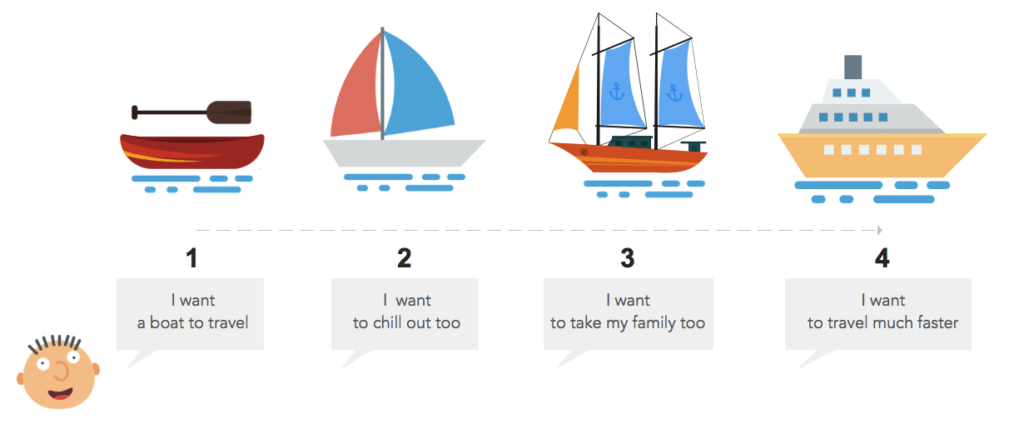 1
2
3
4
I want
a boat to travel
I want
to chill out too
I want
to take my family too
I want
to travel much faster